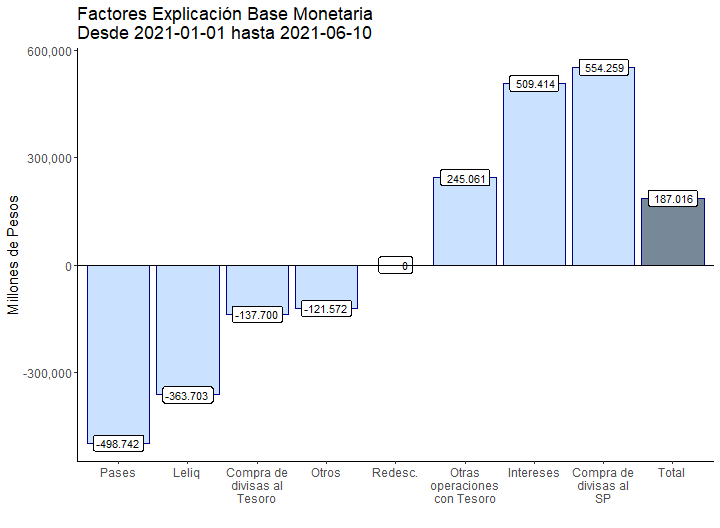 Factores Explicación Base Monetaria
Desde 2021-01-01 hasta 2021-06-10
Millones de Pesos
600,000
300,000
0
-300,000
-498.742
-363.703
-137.700
-121.572
0
245.061
509.414
554.259
187.016
Pases
Leliq
Compra de
divisas al
Tesoro
Otros
Redesc.
Otras
operaciones
con Tesoro
Intereses
Compra de
divisas al
SP
Total